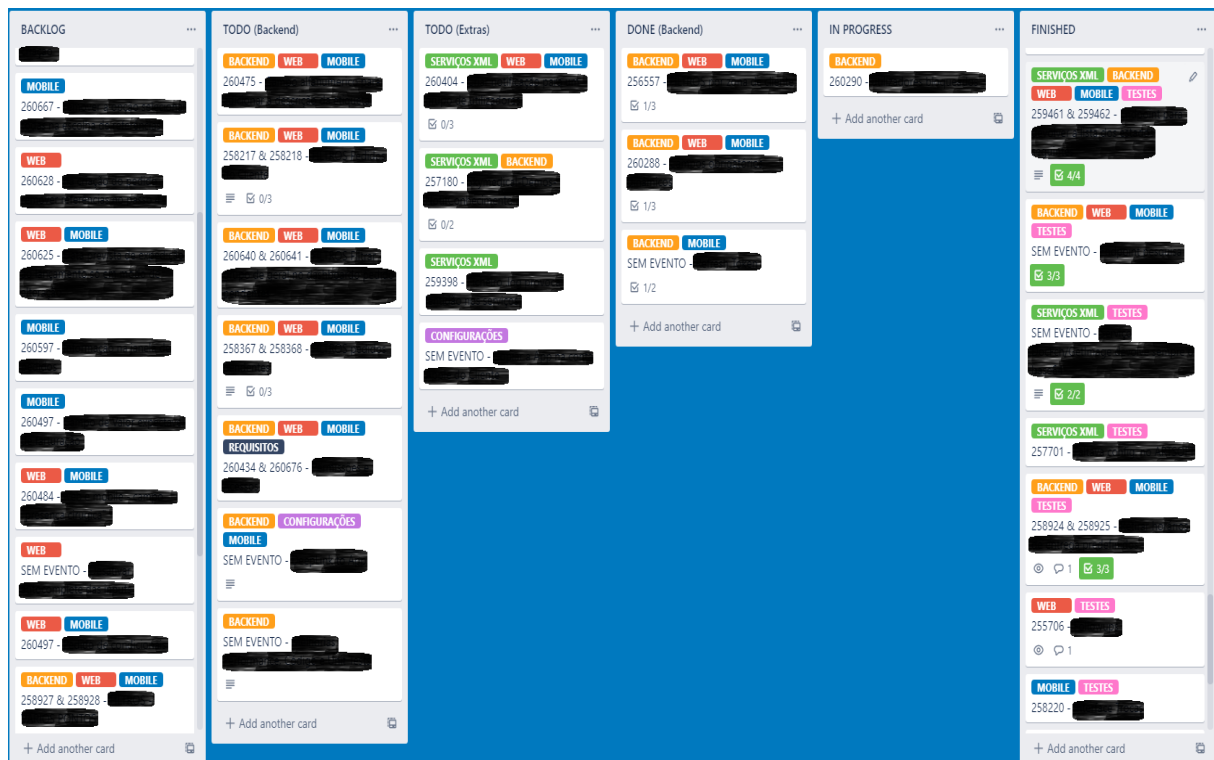 BACKLOG
MOBILE
260667 -
WEB
260628 -
WEB MOBILE
260625 -
MOBILE
260597 -
MOBILE
260497 -
WEB MOBILE
260484 -
WEB
SEM EVENTO -
WEB MOBILE
260497 -
BACKEND WEB MOBILE
258927 & 258928 -
+ Add another card
TODO (Backend)
BACKEND WEB MOBILE
260475 -
BACKEND WEB MOBILE
258217 & 258218 -
0/3
BACKEND WEB MOBILE
260640 & 260641 -
BACKEND WEB MOBILE
258367 & 258368 -
0/3
BACKEND WEB MOBILE
REQUISITOS
260434 & 260676 -
BACKEND CONFIGURAÇÕES
MOBILE
SEM EVENTO -
BACKEND
SEM EVENTO -
+ Add another card
TODO (Extras)
SERVIÇOS XML WEB MOBILE
260404 -
0/3
SERVIÇOS XML BACKEND
257180 -
0/2
SERVIÇOS XML
259398 -
CONFIGURAÇÕES
SEM EVENTO -
+ Add another card
DONE (Backend)
BACKEND WEB MOBILE
256557 -
1/3
BACKEND WEB MOBILE
260288 -
1/3
BACKEND MOBILE
SEM EVENTO -
1/2
+ Add another card
IN PROGRESS
BACKEND
260290 -
+ Add another card
FINISHED
SERVIÇOS XML BACKEND
WEB MOBILE TESTES
259461 & 259462 -
4/4
BACKEND WEB MOBILE
TESTES
SEM EVENTO -
3/3
SERVIÇOS XML TESTES
SEM EVENTO -
2/2
SERVIÇOS XML TESTES
257701 -
BACKEND WEB MOBILE
TESTES
258924 & 258925 -
1 3/3
WEB TESTES
255706 -
1
MOBILE TESTES
258220 -
+ Add another card